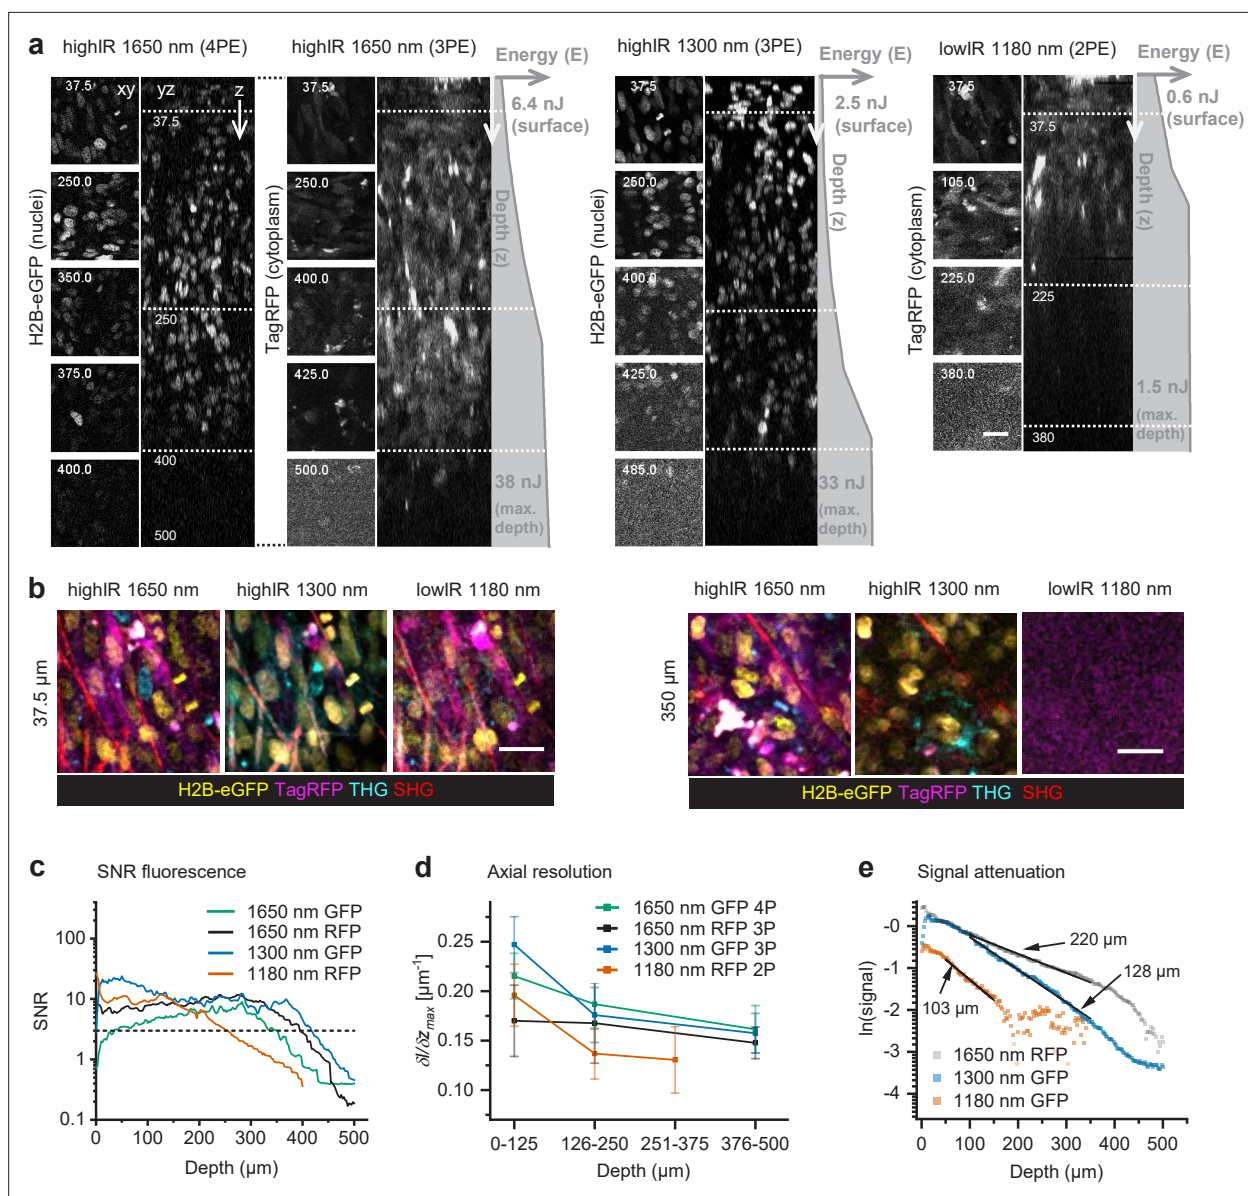 a
highIR 1650 nm (4PE)
highIR 1650 nm (3PE)
Energy (E)
highIR 1300 nm (3PE)
Energy (E)
lowIR 1180 nm (2PE)
Energy (E)
H2B-eGFP (nuclei)
37.5
xy
250.0
350.0
375.0
400.0
yz
z
37.5
250
400
500
TagRFP (cytoplasm)
37.5
250.0
400.0
425.0
500.0
6.4 nJ
(surface)
Depth (z)
38 nJ
(max.
depth)
H2B-eGFP (nuclei)
37.5
250.0
400.0
425.0
485.0
2.5 nJ
(surface)
Depth (z)
33 nJ
(max.
depth)
TagRFP (cytoplasm)
37.5
105.0
225.0
380.0
37.5
225
380
0.6 nJ
(surface)
Depth (z)
1.5 nJ
(max.
depth)
b
highIR 1650 nm
highIR 1300 nm
lowIR 1180 nm
37.5 µm
H2B-eGFP TagRFP THG SHG
highIR 1650 nm
highIR 1300 nm
lowIR 1180 nm
350 µm
H2B-eGFP TagRFP THG SHG
c
SNR fluorescence
1650 nm GFP
1650 nm RFP
1300 nm GFP
1180 nm RFP
SNR
100
10
1
0.1
0
100
200
300
400
500
Depth (µm)
d
Axial resolution
1650 nm GFP 4P
1650 nm RFP 3P
1300 nm GFP 3P
1180 nm RFP 2P
δI/δz max [µm-1]
0.25
0.20
0.15
0.10
0-125
126-250
251-375
376-500
Depth (µm)
e
Signal attenuation
220 µm
128 µm
103 µm
1650 nm RFP
1300 nm GFP
1180 nm GFP
ln(signal)
-0
-1
-2
-3
-4
0
100
200
300
400
500
Depth (µm)